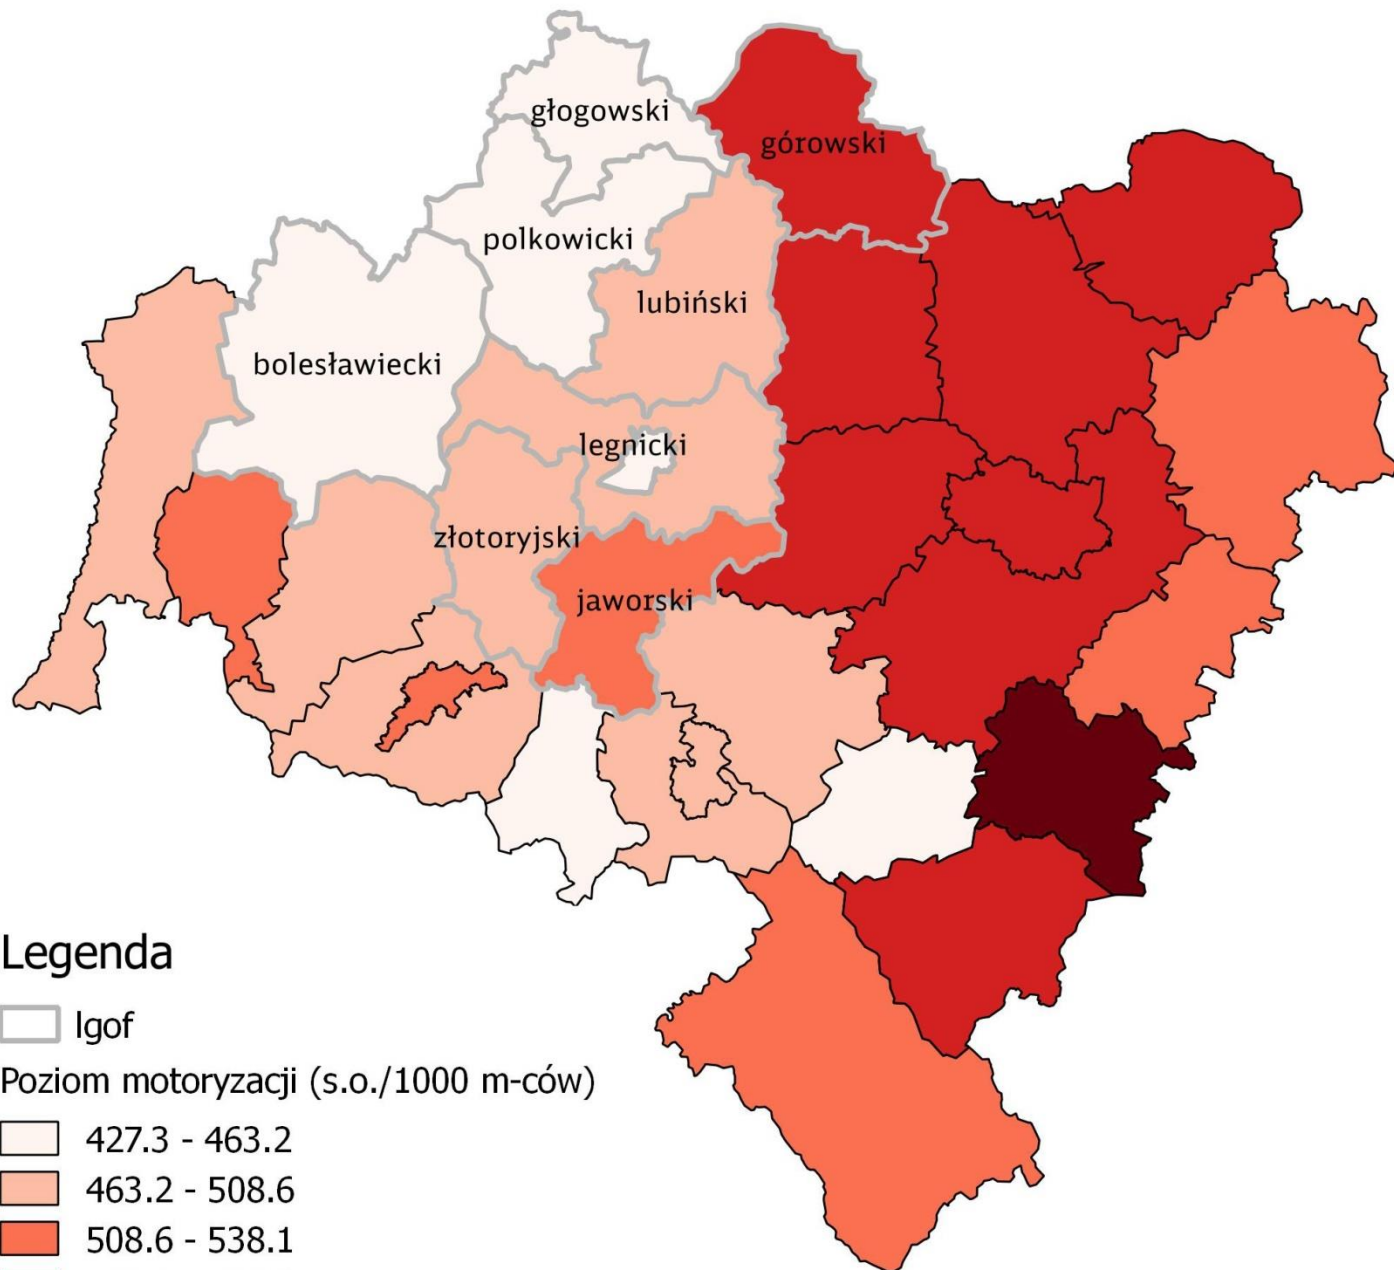 głogowski
górowski
polkowicki
lubiński
bolesławiecki
legnicki
złotoryjski
jaworski
Legenda
lgof
Poziom motoryzacji (s.o./1000 m-ców)
427.3 - 463.2
463.2 - 508.6
508.6 - 538.1